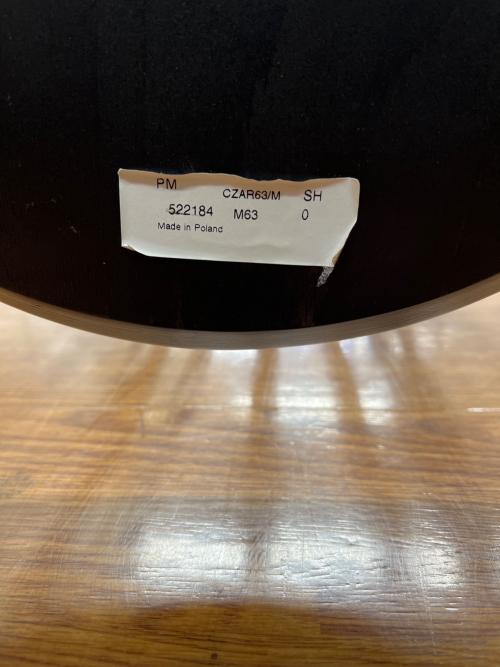 PM CZAR63/M SH
522184 M63 0
Made in Poland